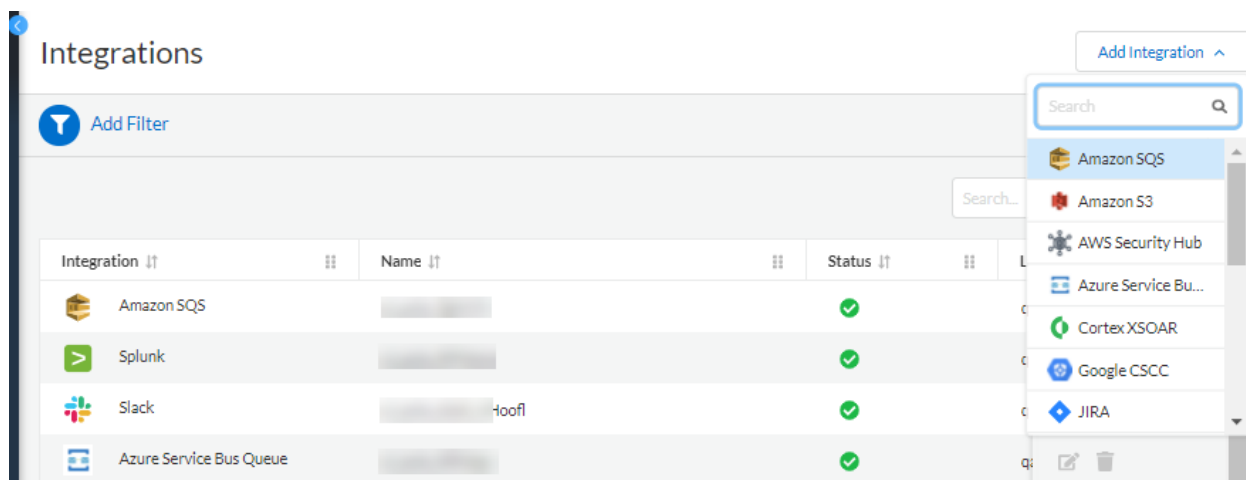 Integrations
Add Integration
Search
Add Filter
Amazon SQS
Amazon S3
Search...
AWS Security Hub
Integration Name Status L
Azure Service Bu...
Amazon SQS
Cortex XSOAR
Splunk
Google CSCC
Slack Hoofl
JIRA
Azure Service Bus Queue